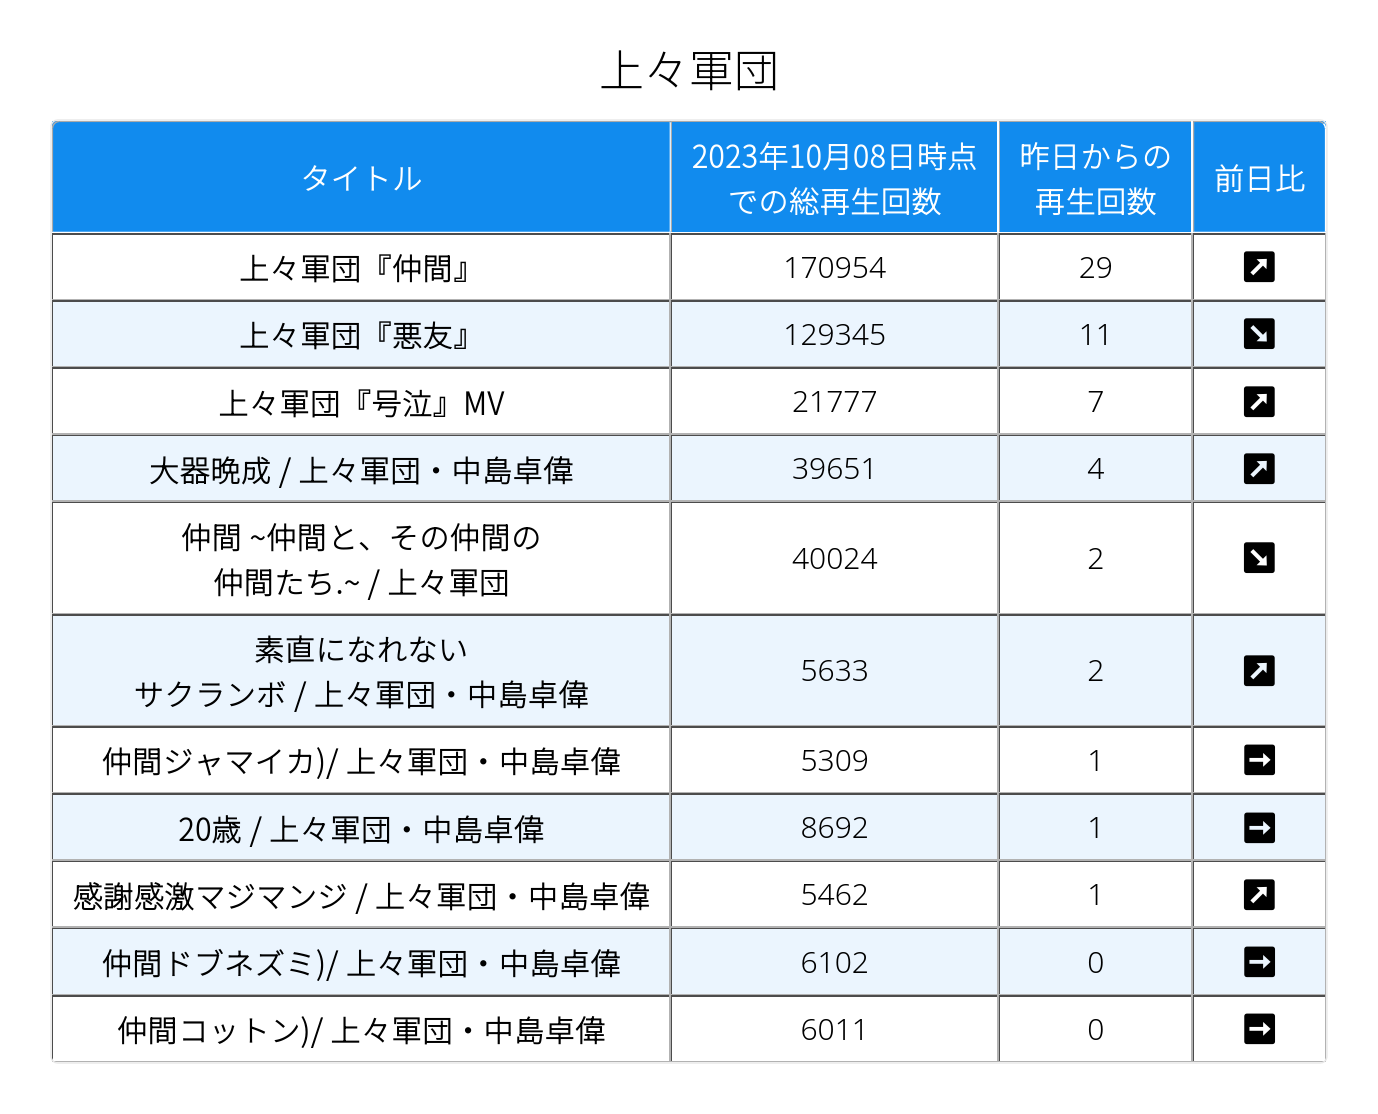 上々軍団
タイトル
2023年10月08日時点
での総再生回数
昨日からの
再生回数
前日比
上々軍団『仲間』 170954 29
上々軍団『悪友』 129345 11
上々軍団『号泣』MV 21777 7
大器晩成 / 上々軍団・中島卓偉 39651 4
仲間 ~仲間と、その仲間の
仲間たち.~ / 上々軍団 40024 2
素直になれない
サクランボ / 上々軍団・中島卓偉 5633 2
仲間ジャマイカ)/ 上々軍団・中島卓偉 5309 1
20歳 / 上々軍団・中島卓偉 8692 1
感謝感激マジマンジ / 上々軍団・中島卓偉 5462 1
仲間ドブネズミ)/ 上々軍団・中島卓偉 6102 0
仲間コットン)/ 上々軍団・中島卓偉 6011 0